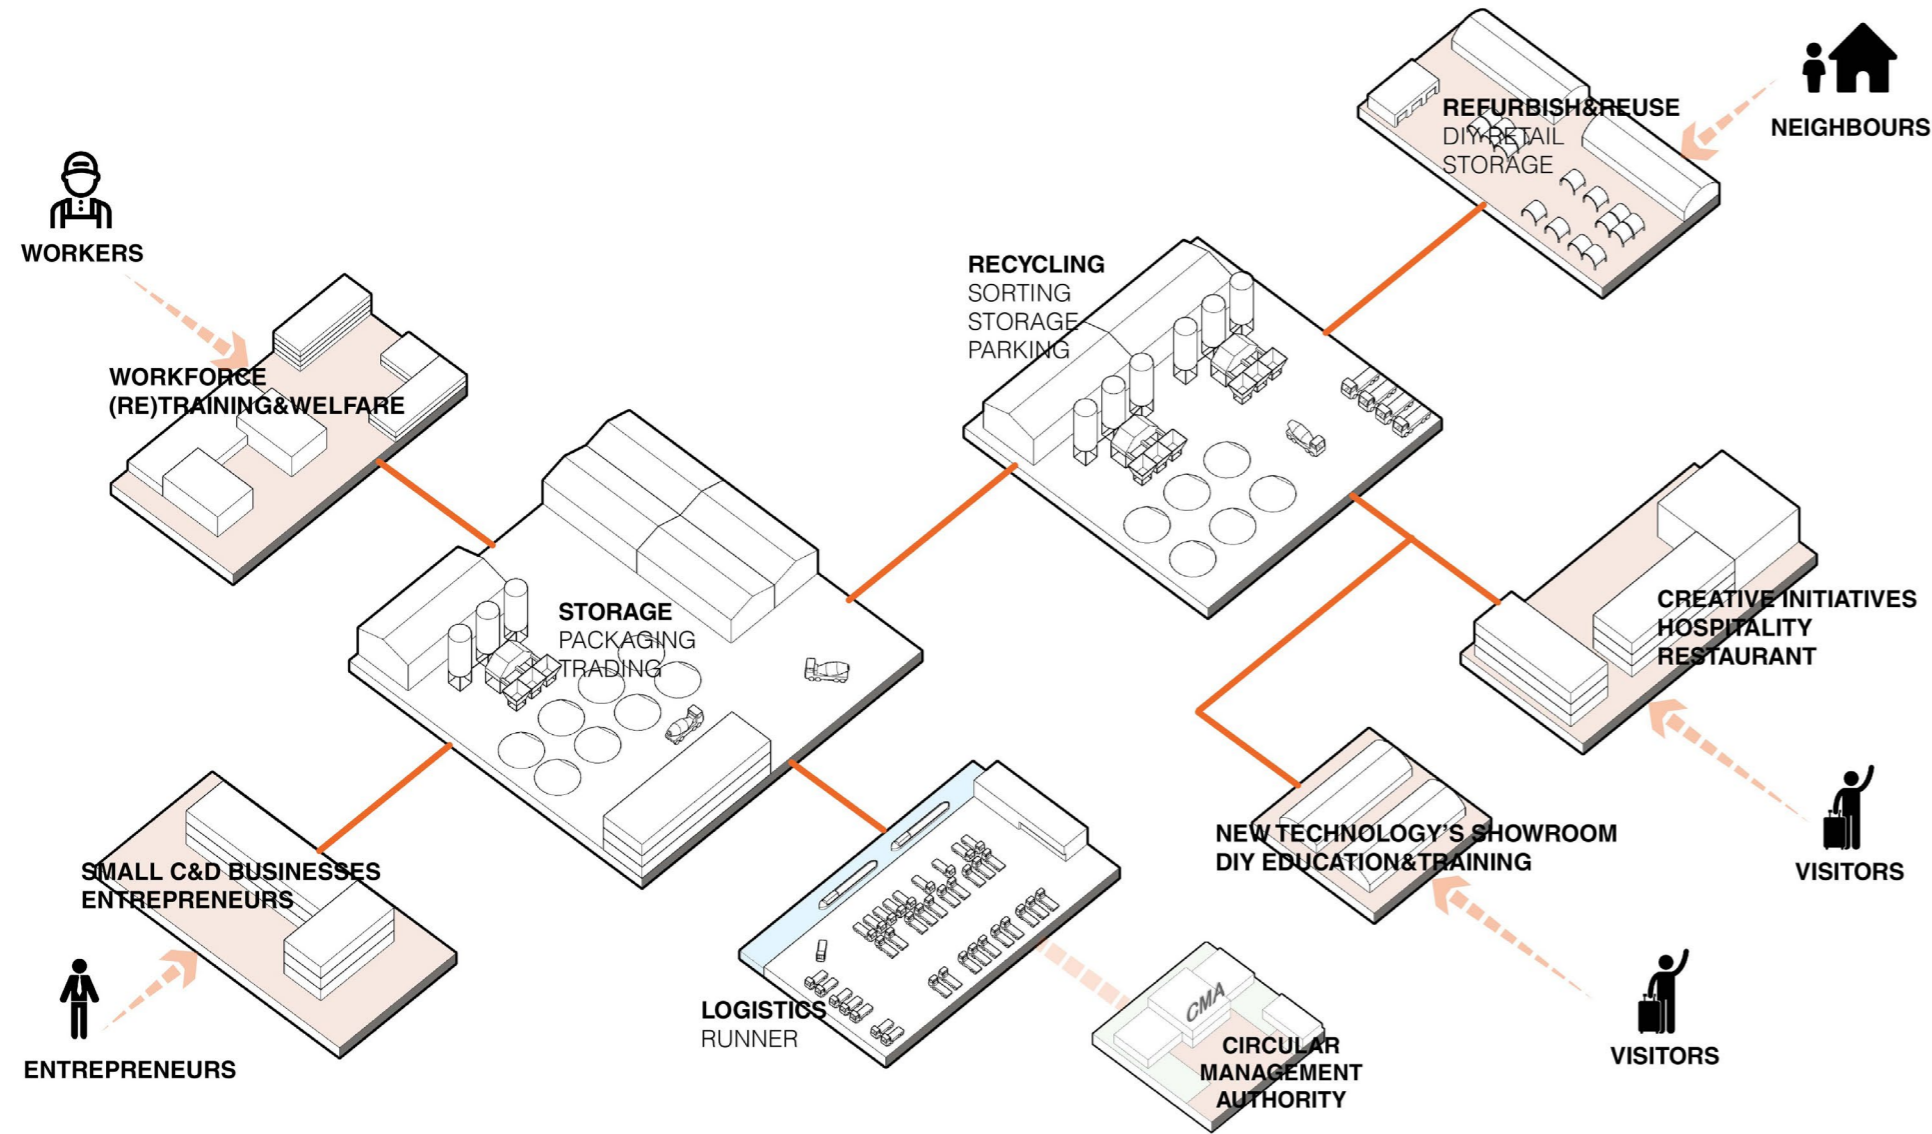 REFURBISH&REUSE
DIY RETAIL
STORAGE
NEIGHBOURS
WORKERS
RECYCLING
SORTING
STORAGE
PARKING
WORKFORCE
(RE)TRAINING&WELFARE
STORAGE
PACKAGING
TRADING
CREATIVE INITIATIVES
HOSPITALITY
RESTAURANT
NEW TECHNOLOGY'S SHOWROOM
DIY EDUCATION&TRAINING
VISITORS
SMALL C&D BUSINESSES
ENTREPRENEURS
ENTREPRENEURS
LOGISTICS
RUNNER
CMA
CIRCULAR
MANAGEMENT
AUTHORITY
VISITORS